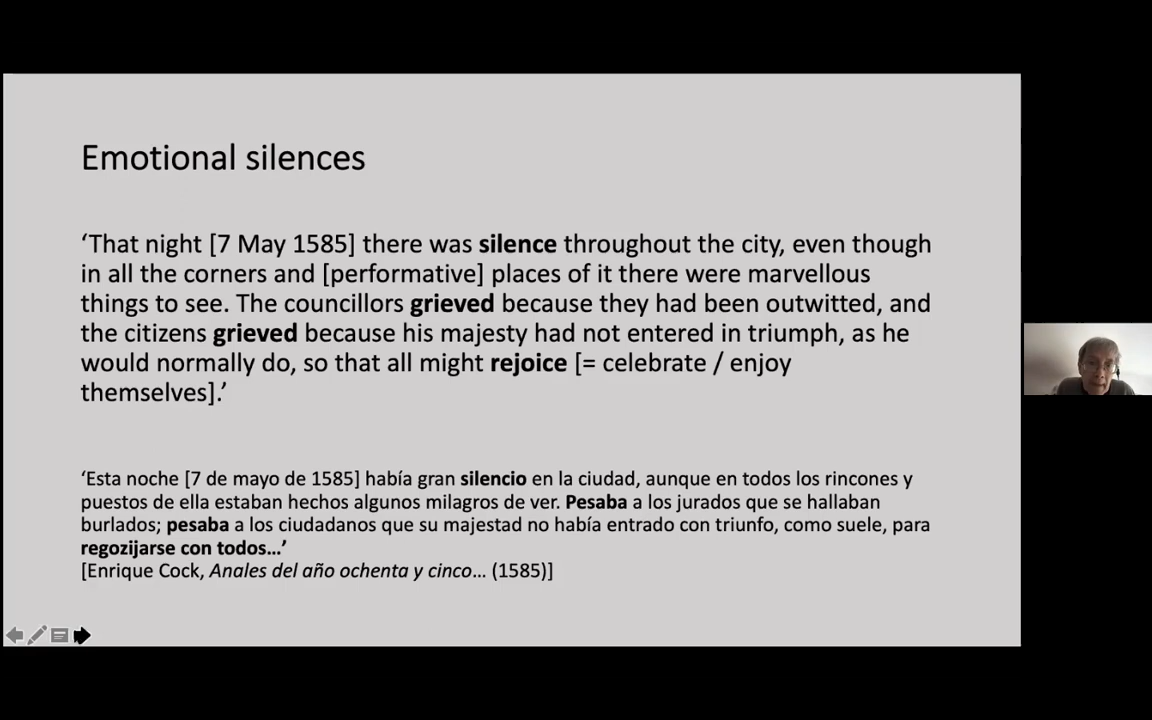 Emotional silences
‘That night [7 May 1585] there was silence throughout the city, even though
in all the corners and [performative] places of it there were marvellous
things to see. The councillors grieved because they had been outwitted, and
the citizens grieved because his majesty had not entered in triumph, as he
would normally do, so that all might rejoice [= celebrate / enjoy
themselves].’
‘Esta noche [7 de mayo de 1585] había gran silencio en la ciudad, aunque en todos los rincones y
puestos de ella estaban hechos algunos milagros de ver. Pesaba a los jurados que se hallaban
burlados; pesaba a los ciudadanos que su majestad no había entrado con triunfo, como suele, para
regozijarse con todos…’
[Enrique Cock, Anales del año ochenta y cinco… (1585)]